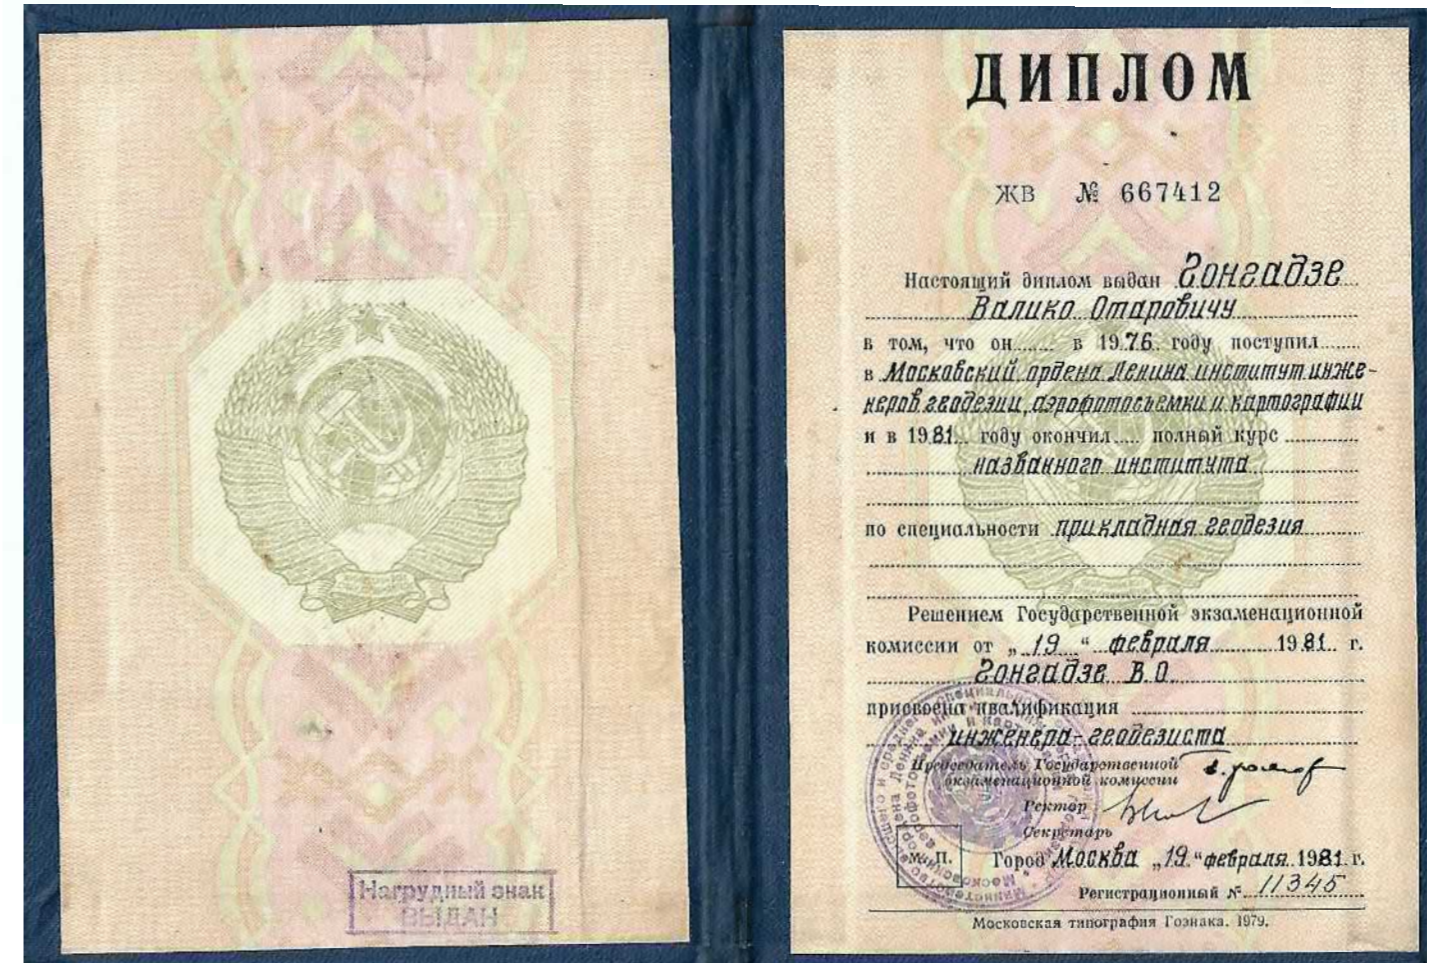 Нагрудный знак
ВЫДАН
ДИПЛОМ
ЖВ № 667412
Настоящий диплом выдан Гонгадзе
Валико Отаровичу
в том, что он в 1976 году поступил
в Московский ордена Ленина институт инже-
неров геодезии, аэрофотосъемки и картографии
и в 1981 году окончил полный курс
названного института
по специальности прикладная геодезия
Решением Государственной экзаменационной
комиссии от „19“ февраля 1981 г.
Гонгадзе В.О.
присвоена квалификация
инженера-геодезиста
Председатель Государственной
экзаменационной комиссии
Ректор
Секретарь
М. П.
Город Москва „19“ февраля 1981 г.
Регистрационный № 11345
Московская типография Гознака. 1979.